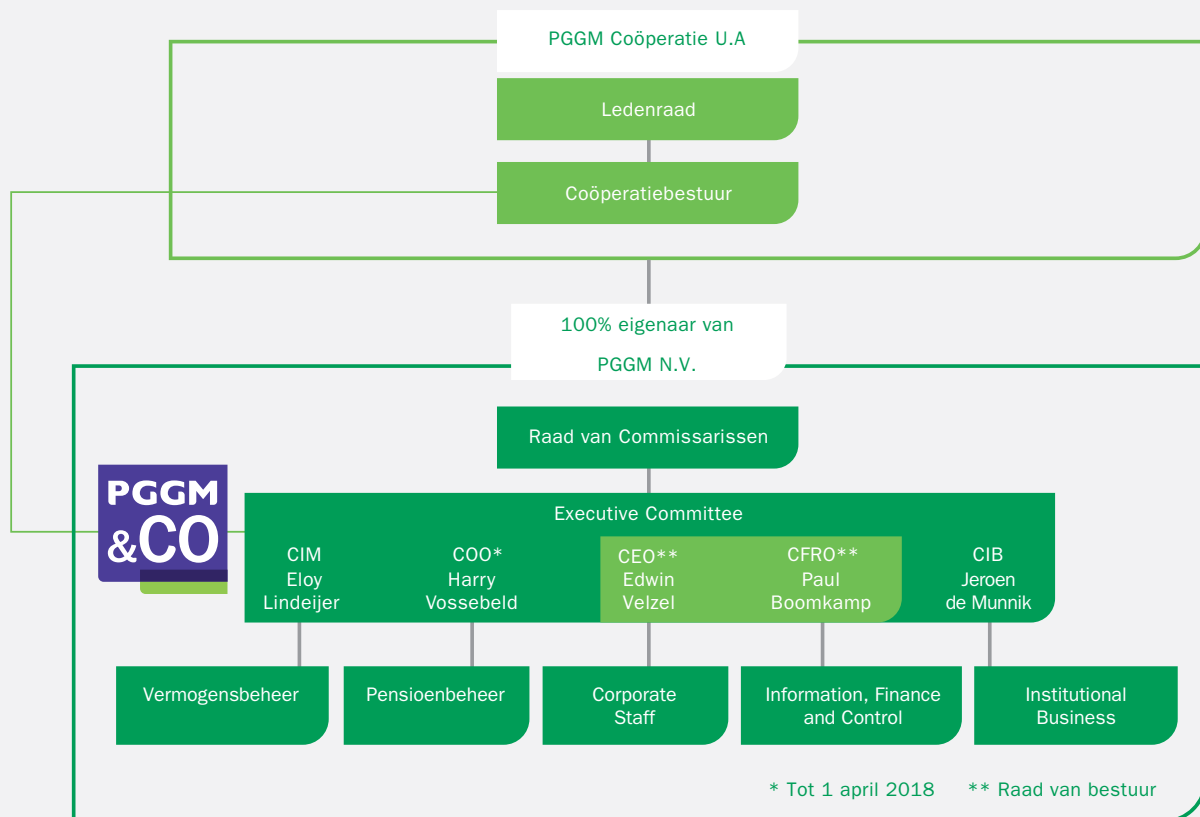 PGGM Coöperatie U.A
Ledenraad
Coöperatiebestuur
100% eigenaar van
PGGM N.V.
Raad van Commissarissen
PGGM
&CO
Executive Committee
CIM
Eloy
Lindeijer
COO*
Harry
Vossebeld
CEO**
Edwin
Velzel
CFRO**
Paul
Boomkamp
CIB
Jeroen
de Munnik
Vermogensbeheer
Pensioenbeheer
Corporate
Staff
Information, Finance
and Control
Institutional
Business
* Tot 1 april 2018 ** Raad van bestuur